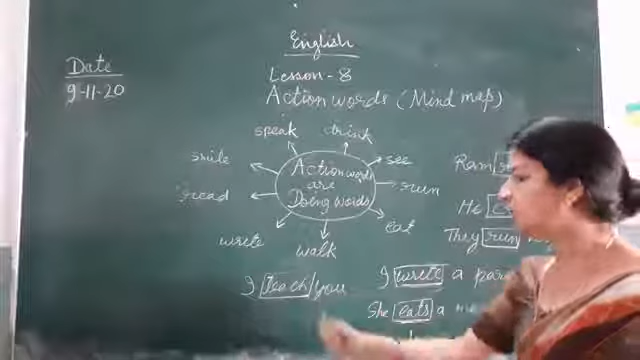 English
Date
9-11-20
Lesson-8
Action words (Mind map)
speak
drink
smile
see
read
run
Action words
are
Doing words
write
walk
eat
Ram
He
They run
I teach/you
I write a
She eats a